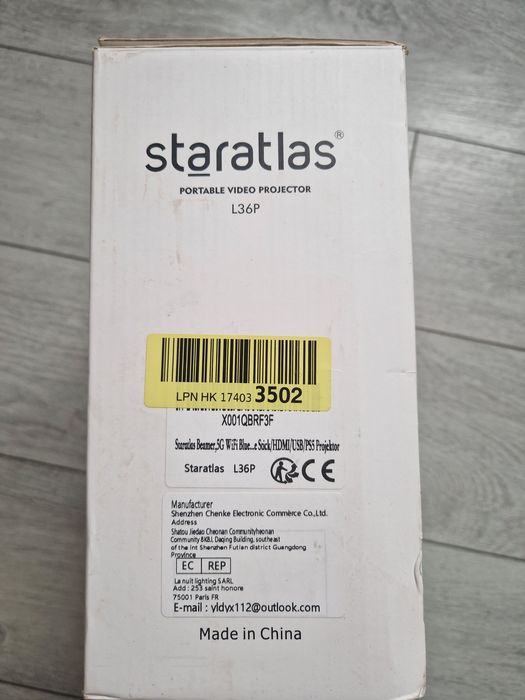 staratlas®
PORTABLE VIDEO PROJECTOR
L36P
LPN HK 17403 3502
X001QBRF3F
Staratlas Beamer,5G WiFi Blue...e Stick/HDMI/USB/PS5 Projektor
Staratlas L36P
CE
Manufacturer
Shenzhen Chenke Electronic Commerce Co.,Ltd.
Address
Shatou Jiedao Cheonan Communityheonan
Community &K8.I, Daqing Building, southeast
of the Int Shenzhen Futian district Guangdong
Province
EC REP
La nuit lighting SARL
Add : 253 saint honore
75001 Paris FR
E-mail : yldyx112@outlook.com
Made in China